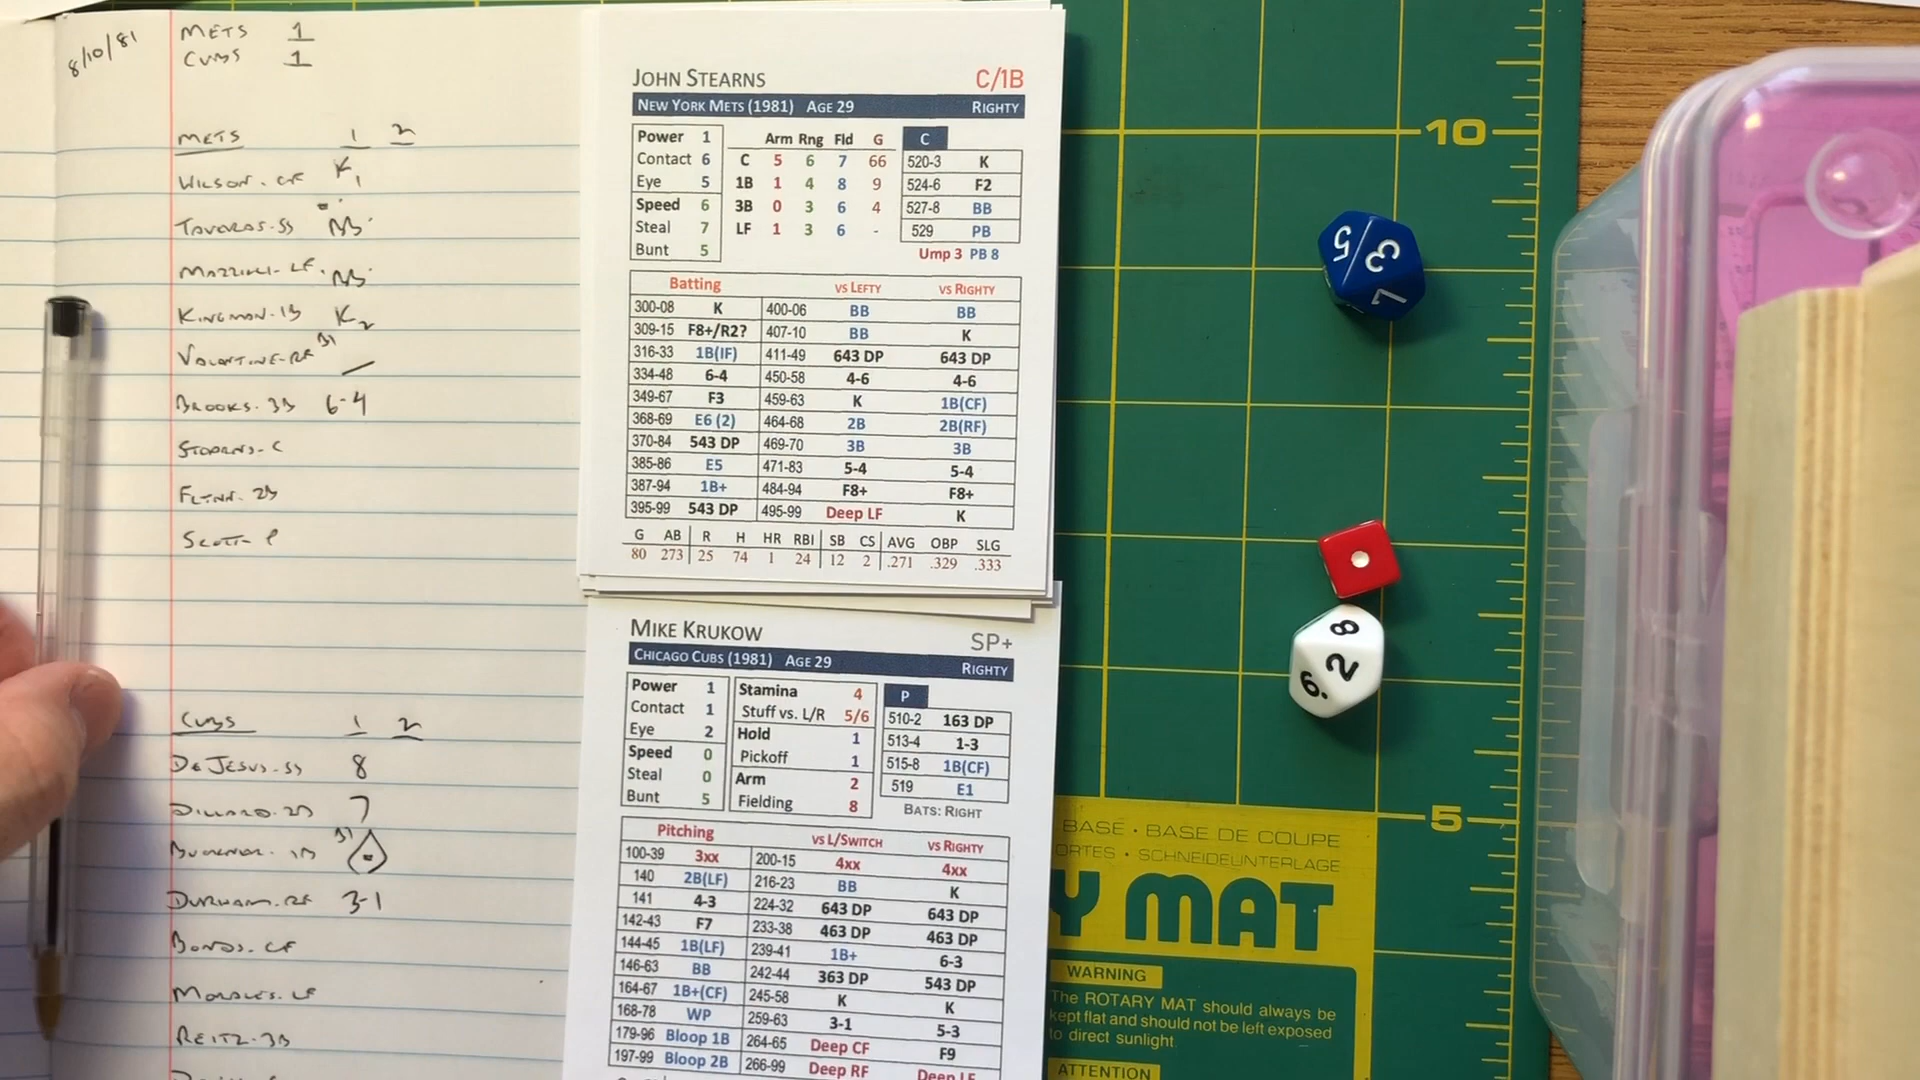 8/10/81
METS 1
CUBS 1
METS 1 2
WILSON. CF K1
TAVERAS. SS BB
MAZZILLI. LF. BB
KINGMAN. 1B K2
VALENTINE-RF B1 —
BROOKS. 3B 6-4
STEARNS. C
FLYNN. 2B
SCOTT- P
CUBS 1 2
DEJESUS. SS 8
DILLARD. 2B 7
BUCKNER. 1B B1
DURHAM. RF 3-1
BONDS. CF
MORALES. LF
REITZ. 3B
JOHN STEARNS C/1B
NEW YORK METS (1981) AGE 29 RIGHTY
Power 1
Contact 6
Eye 5
Speed 6
Steal 7
Bunt 5
Arm Rng Fld G
C 5 6 7 66
1B 1 4 8 9
3B 0 3 6 4
LF 1 3 6 -
C
520-3 K
524-6 F2
527-8 BB
529 PB
Ump 3 PB 8
Batting VS LEFTY VS RIGHTY
300-08 K 400-06 BB BB
309-15 F8+/R2? 407-10 BB K
316-33 1B(IF) 411-49 643 DP 643 DP
334-48 6-4 450-58 4-6 4-6
349-67 F3 459-63 K 1B(CF)
368-69 E6 (2) 464-68 2B 2B(RF)
370-84 543 DP 469-70 3B 3B
385-86 E5 471-83 5-4 5-4
387-94 1B+ 484-94 F8+ F8+
395-99 543 DP 495-99 Deep LF K
G AB R H HR RBI SB CS AVG OBP SLG
80 273 25 74 1 24 12 2 .271 .329 .333
MIKE KRUKOW SP+
CHICAGO CUBS (1981) AGE 29 RIGHTY
Power 1
Contact 1
Eye 2
Speed 0
Steal 0
Bunt 5
Stamina 4
Stuff vs. L/R 5/6
Hold 1
Pickoff 1
Arm 2
Fielding 8
P
510-2 163 DP
513-4 1-3
515-8 1B(CF)
519 E1
BATS: RIGHT
Pitching VS L/SWITCH VS RIGHTY
100-39 3xx 200-15 4xx 4xx
140 2B(LF) 216-23 BB K
141 4-3 224-32 643 DP 643 DP
142-43 F7 233-38 463 DP 463 DP
144-45 1B(LF) 239-41 1B+ 6-3
146-63 BB 242-44 363 DP 543 DP
164-67 1B+(CF) 245-58 K K
168-78 WP 259-63 3-1 5-3
179-96 Bloop 1B 264-65 Deep CF F9
197-99 Bloop 2B 266-99 Deep RF Deep LF
10
5 3 7
8 2 6.
5
BASE • BASE DE COUPE
ORTES • SCHNEIDEUNTERLAGE
Y MAT
WARNING
The ROTARY MAT should always be
kept flat and should not be left exposed
to direct sunlight
ATTENTION